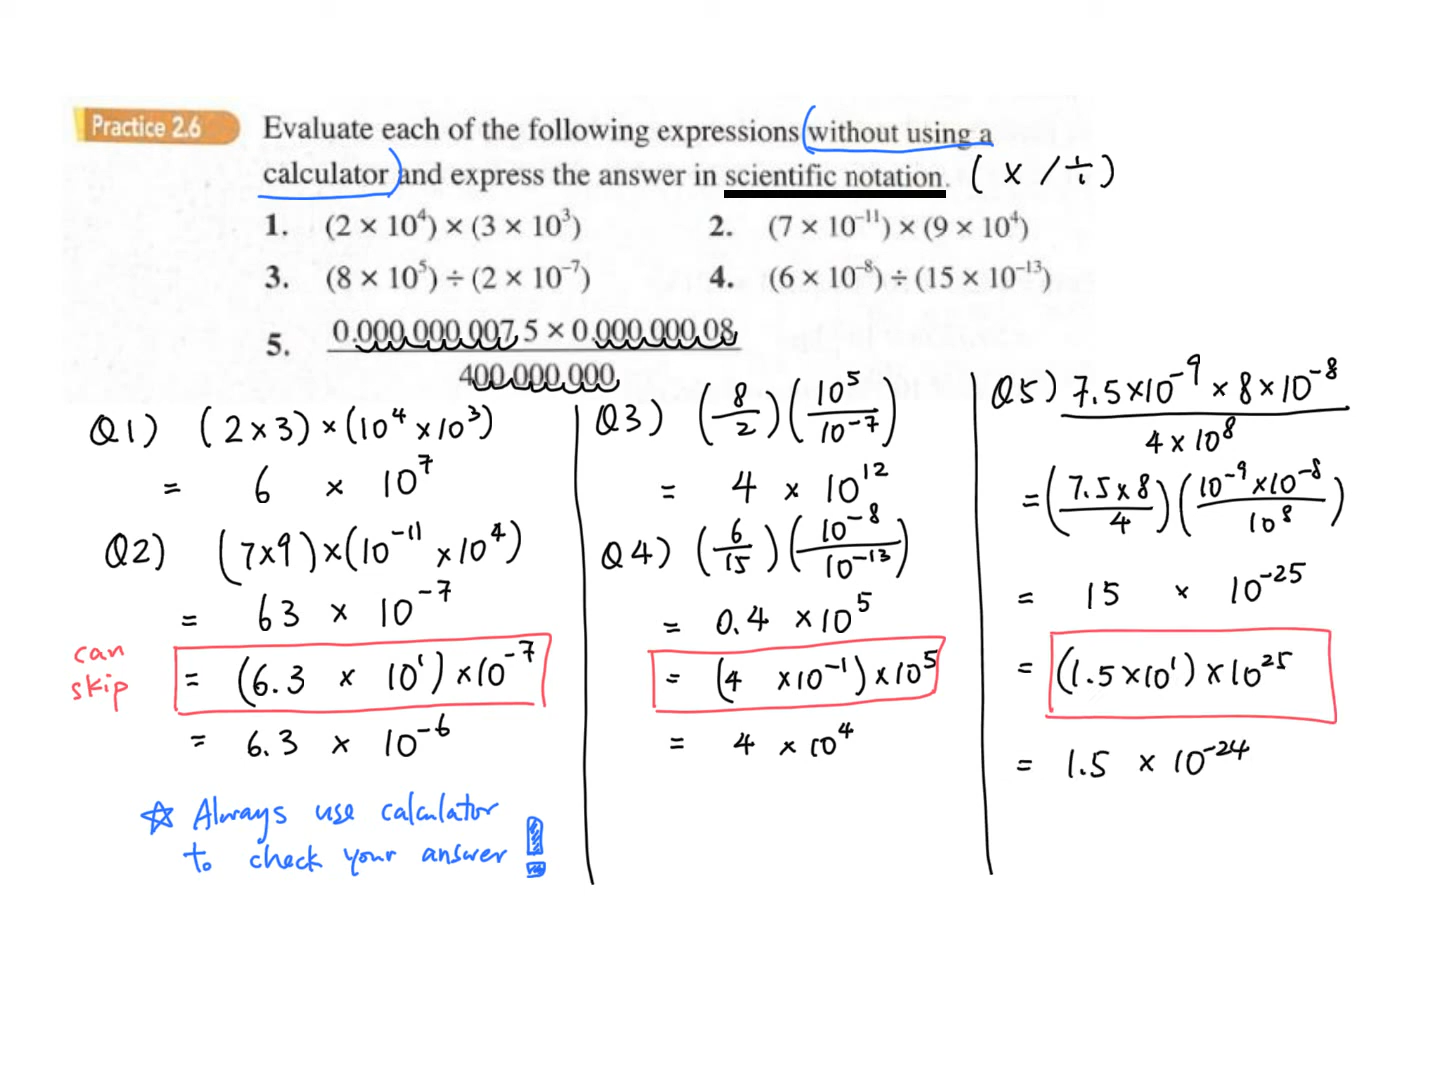 Practice 2.6 Evaluate each of the following expressions (without using a
calculator) and express the answer in scientific notation. ( × / ÷ )
1. (2 × 10⁴) × (3 × 10³) 2. (7 × 10⁻¹¹) × (9 × 10⁴)
3. (8 × 10⁵) ÷ (2 × 10⁻⁷) 4. (6 × 10⁻⁸) ÷ (15 × 10⁻¹³)
5. 0.000 000 007 5 × 0.000 000 08
400 000 000
Q1) (2×3)×(10⁴×10³)
= 6 × 10⁷
Q2) (7×9)×(10⁻¹¹×10⁴)
= 63 × 10⁻⁷
can
skip
= (6.3 × 10¹)×10⁻⁷
= 6.3 × 10⁻⁶
☆ Always use calculator
to check your answer !
Q3) (8/2)(10⁵/10⁻⁷)
= 4 × 10¹²
Q4) (6/15)(10⁻⁸/10⁻¹³)
= 0.4 ×10⁵
= (4 ×10⁻¹)×10⁵
= 4 ×10⁴
Q5) 7.5×10⁻⁹ × 8×10⁻⁸
4 × 10⁸
= (7.5×8/4)(10⁻⁹×10⁻⁸/10⁸)
= 15 × 10⁻²⁵
= (1.5×10¹)×10²⁵
= 1.5 × 10⁻²⁴